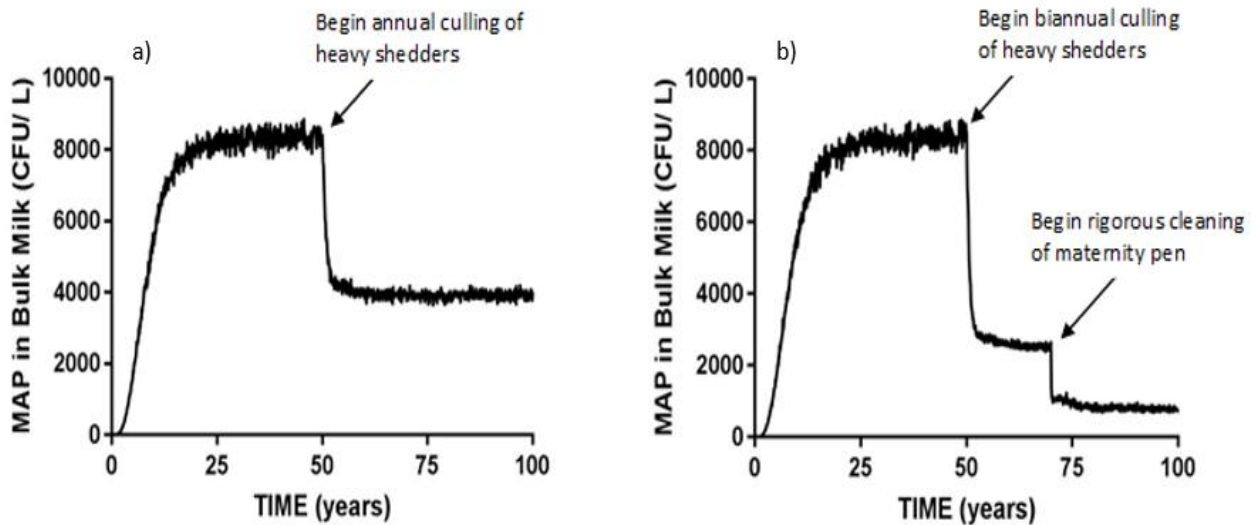 Begin annual culling of
heavy shedders
a)
10000
8000
6000
4000
2000
0
0 25 50 75 100
MAP in Bulk Milk (CFU/ L)
TIME (years)
Begin biannual culling
of heavy shedders
b)
Begin rigorous cleaning
of maternity pen
10000
8000
6000
4000
2000
0
0 25 50 75 100
MAP in Bulk Milk (CFU/ L)
TIME (years)